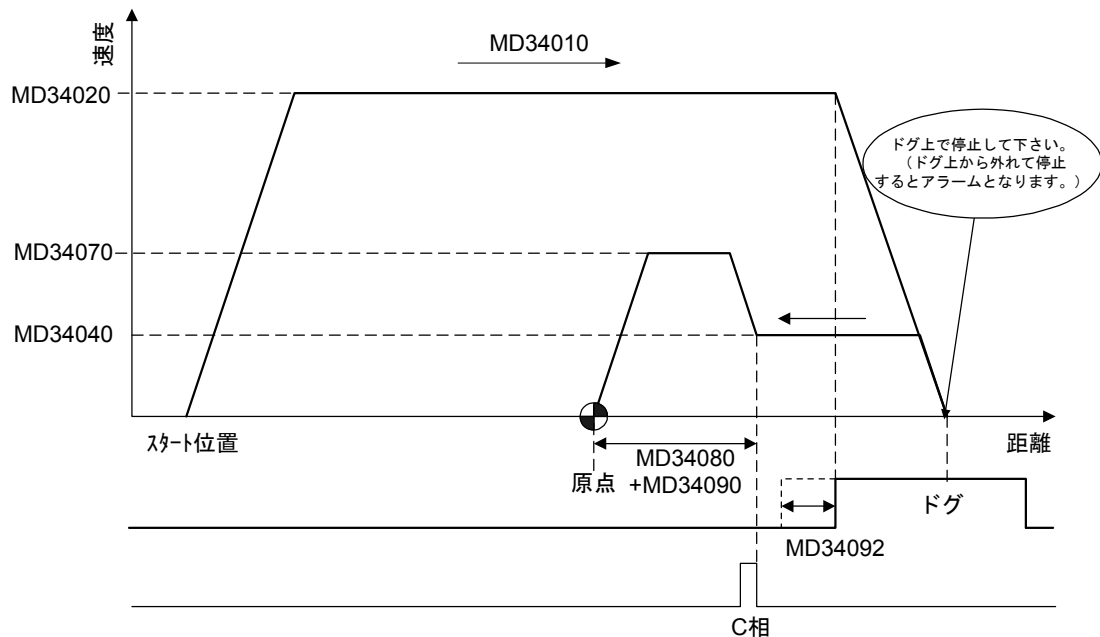 速度
MD34010
MD34020
ドグ上で停止して下さい。
（ドグ上から外れて停止
するとアラームとなります。）
MD34070
MD34040
ｽﾀｰﾄ位置
距離
原点
MD34080
+MD34090
ドグ
MD34092
C相